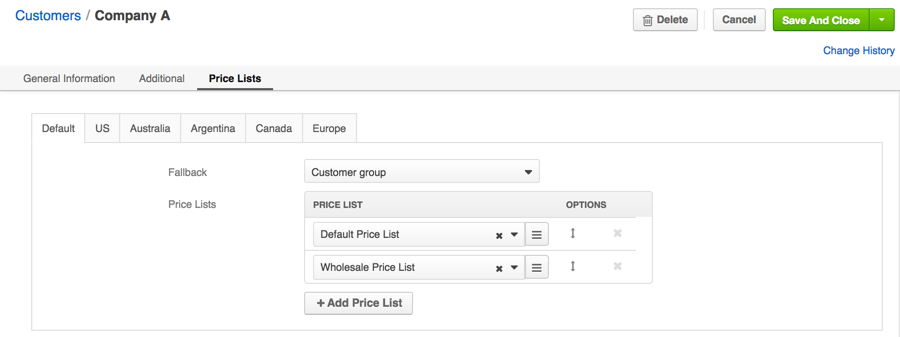 Customers / Company A
Delete Cancel Save And Close
Change History
General Information Additional Price Lists
Default US Australia Argentina Canada Europe
Fallback Customer group
Price Lists PRICE LIST OPTIONS
Default Price List
Wholesale Price List
+ Add Price List